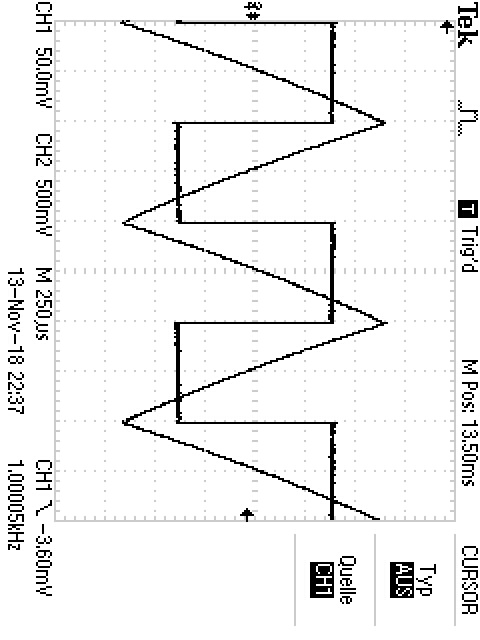 Tek
T Trig'd
M Pos: 13.50ms
CURSOR
Typ
AUS
Quelle
CH1
CH1 50.0mV
CH2 500mV
M 250µs
CH1 \ -3.60mV
13-Nov-18 22:37
1.00005kHz